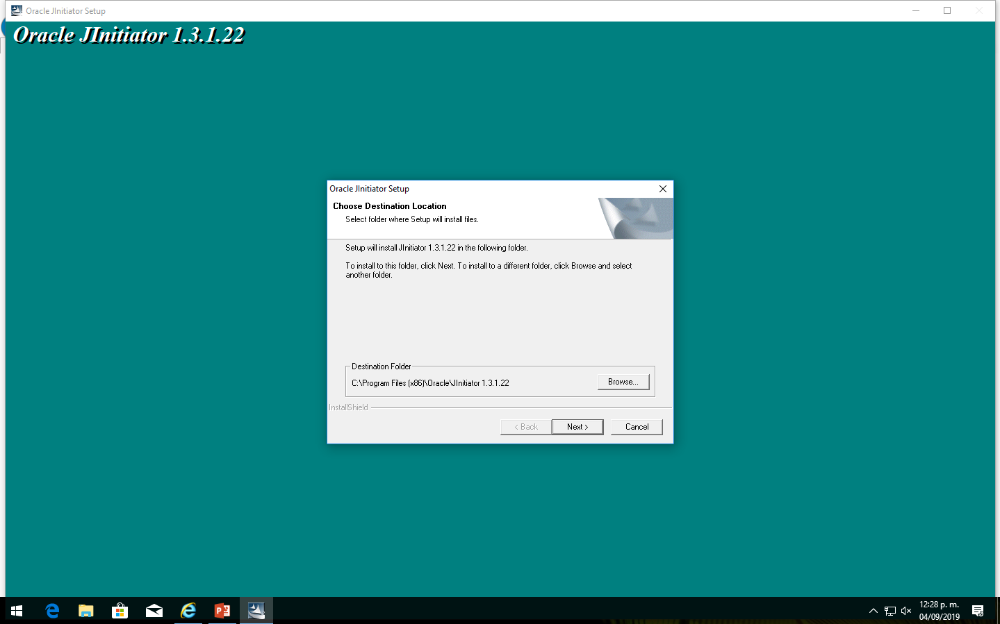 Oracle JInitiator Setup
Oracle JInitiator 1.3.1.22
Oracle JInitiator Setup
Choose Destination Location
Select folder where Setup will install files.
Setup will install JInitiator 1.3.1.22 in the following folder.
To install to this folder, click Next. To install to a different folder, click Browse and select
another folder.
Destination Folder
C:\Program Files (x86)\Oracle\JInitiator 1.3.1.22
Browse...
InstallShield
< Back
Next >
Cancel
12:28 p. m.
04/09/2019